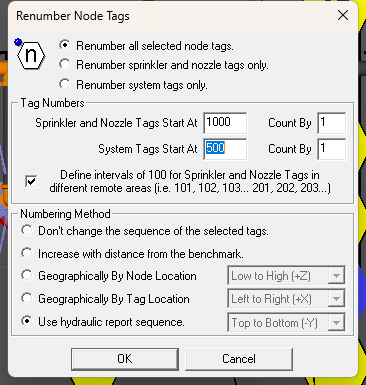 Renumber Node Tags
n
Renumber all selected node tags.
Renumber sprinkler and nozzle tags only.
Renumber system tags only.
Tag Numbers
Sprinkler and Nozzle Tags Start At 1000 Count By 1
System Tags Start At 500 Count By 1
Define intervals of 100 for Sprinkler and Nozzle Tags in
different remote areas (i.e. 101, 102, 103... 201, 202, 203...)
Numbering Method
Don't change the sequence of the selected tags.
Increase with distance from the benchmark.
Geographically By Node Location Low to High (+Z)
Geographically By Tag Location Left to Right (+X)
Use hydraulic report sequence. Top to Bottom (-Y)
OK Cancel